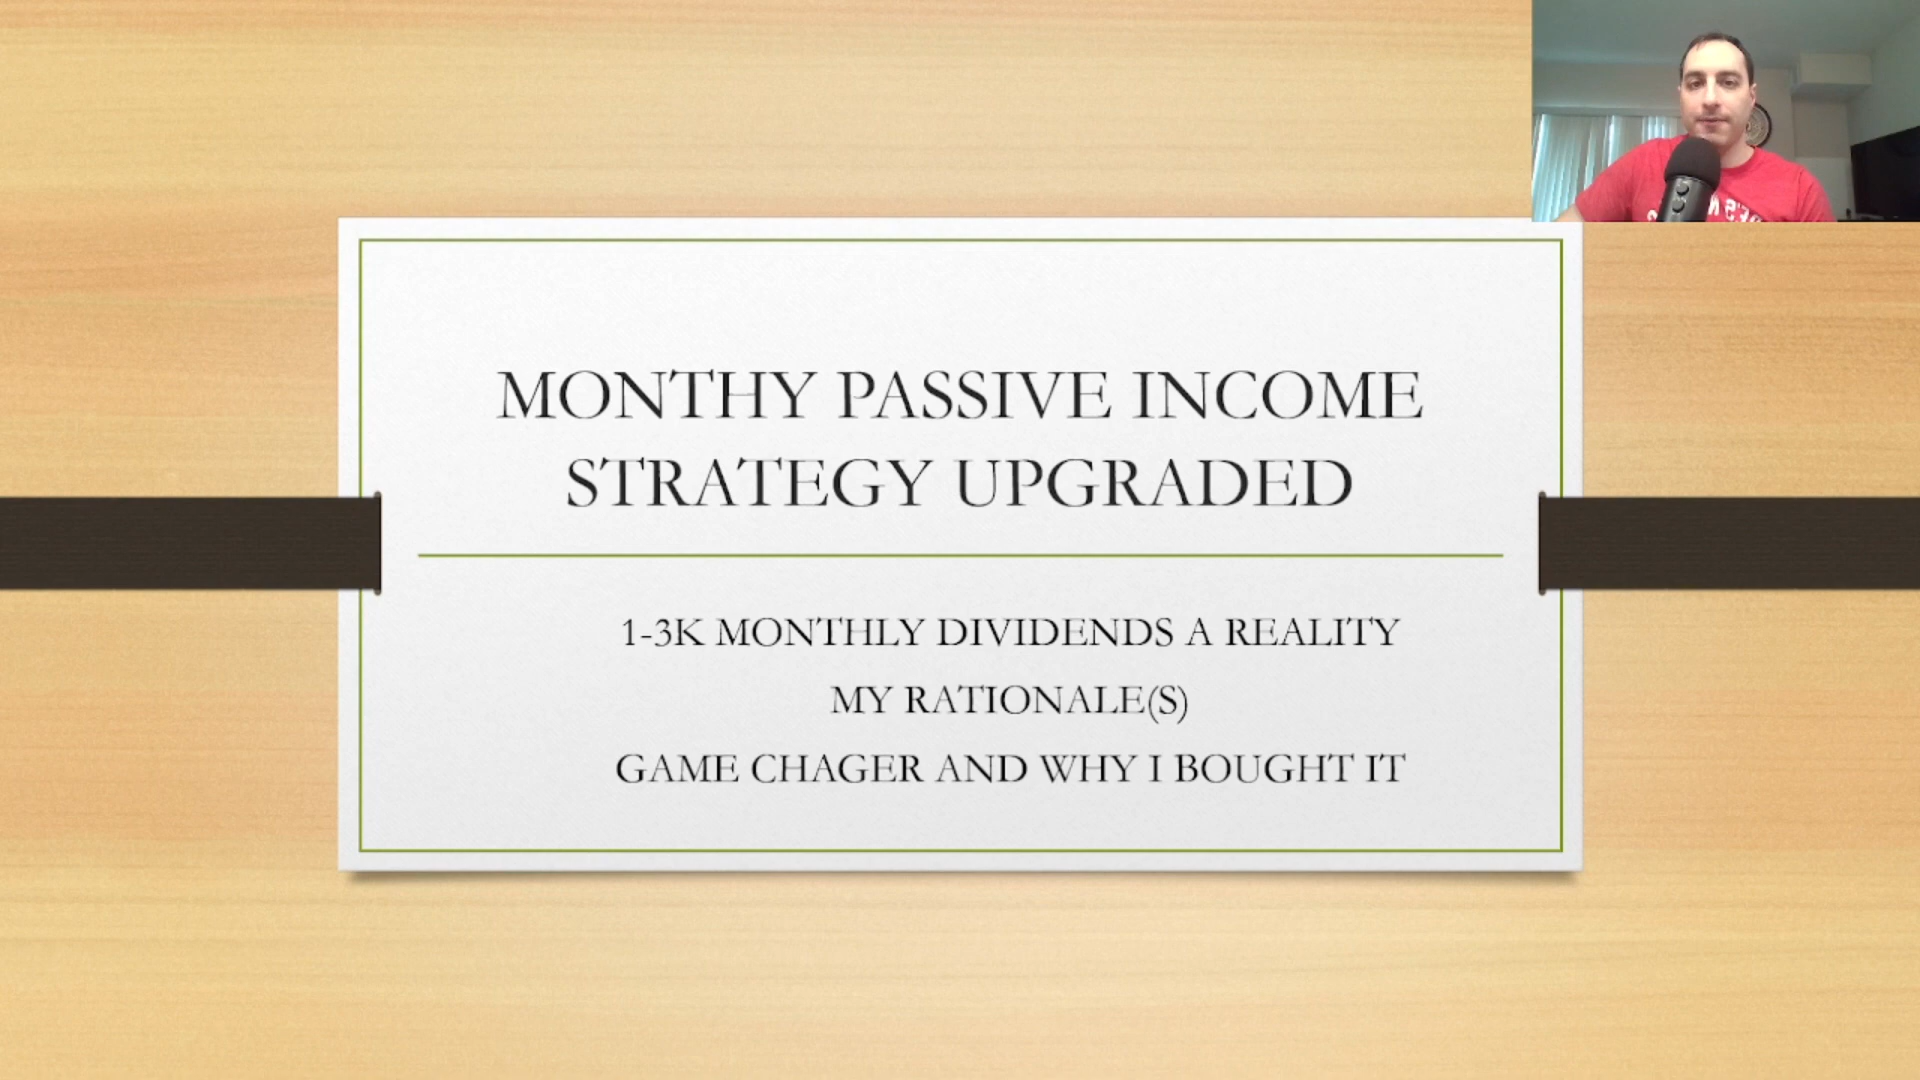 MONTHY PASSIVE INCOME
STRATEGY UPGRADED
1-3K MONTHLY DIVIDENDS A REALITY
MY RATIONALE(S)
GAME CHAGER AND WHY I BOUGHT IT